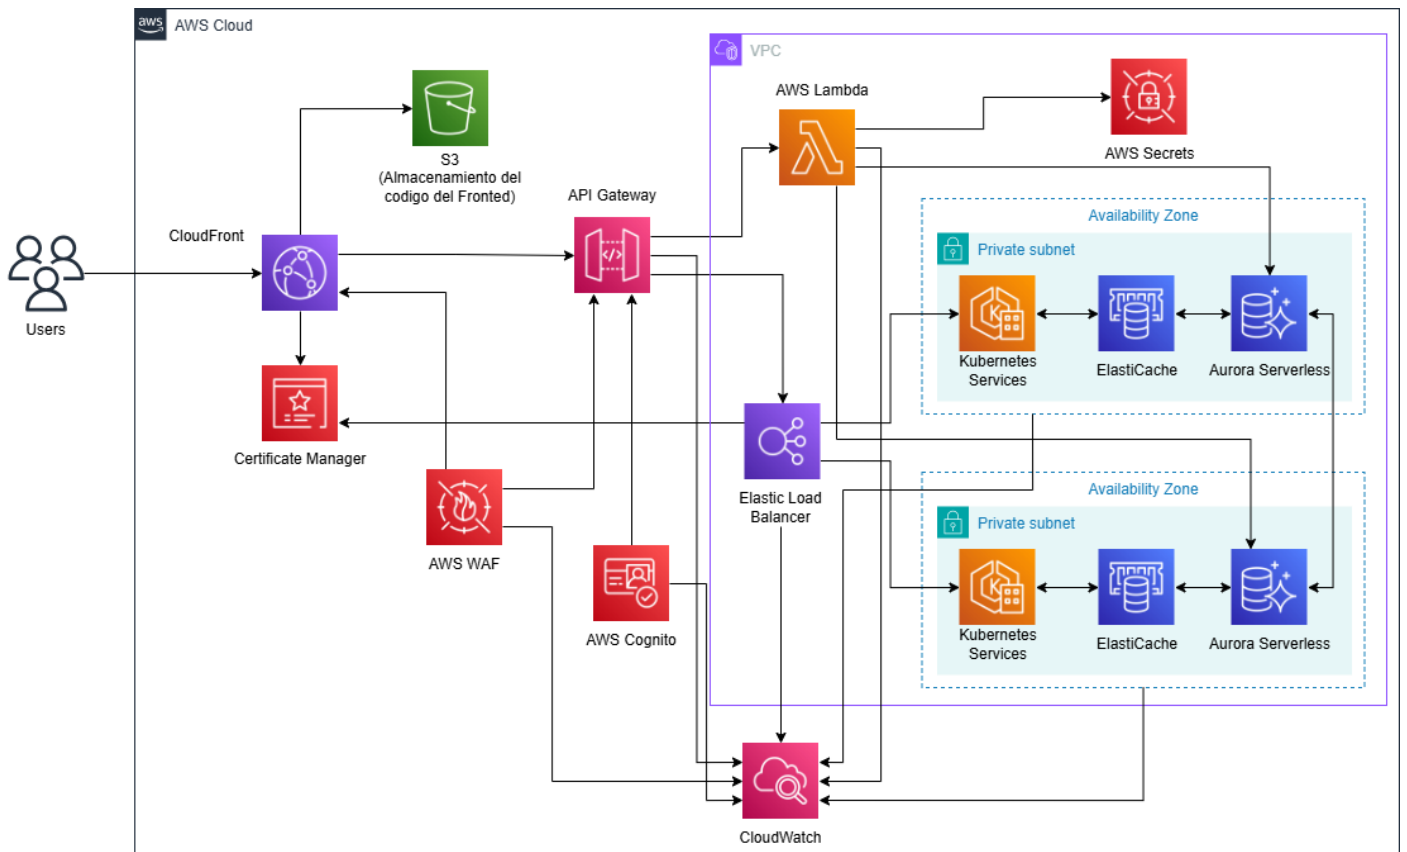 aws
AWS Cloud
VPC
AWS Lambda
AWS Secrets
S3
(Almacenamiento del
codigo del Fronted)
API Gateway
CloudFront
Users
Availability Zone
Private subnet
Kubernetes
Services
ElastiCache
Aurora Serverless
Certificate Manager
Elastic Load
Balancer
AWS WAF
AWS Cognito
Availability Zone
Private subnet
Kubernetes
Services
ElastiCache
Aurora Serverless
CloudWatch